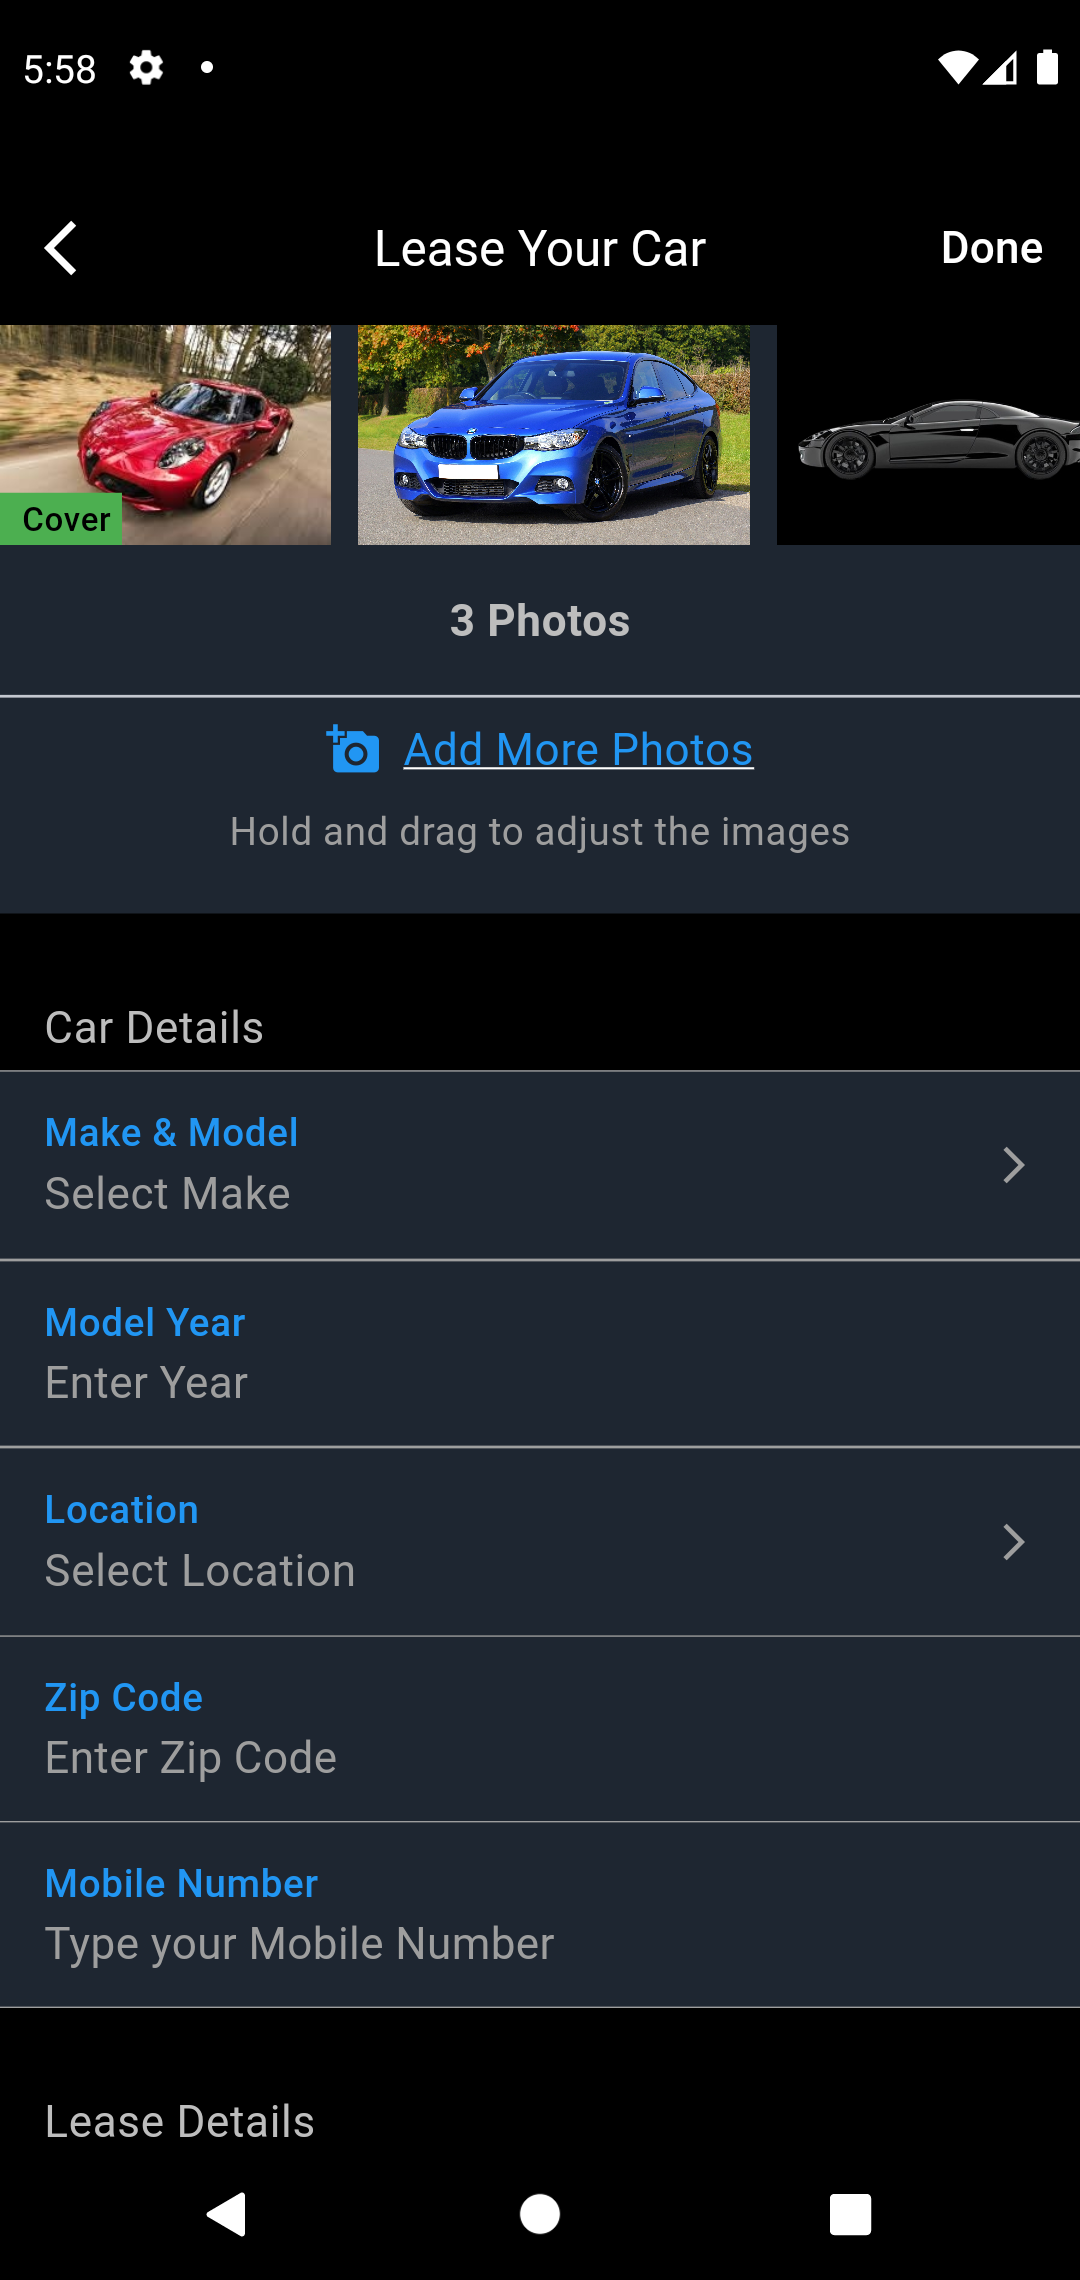 5:58
Lease Your Car
Done
Cover
3 Photos
Add More Photos
Hold and drag to adjust the images
Car Details
Make & Model
Select Make
Model Year
Enter Year
Location
Select Location
Zip Code
Enter Zip Code
Mobile Number
Type your Mobile Number
Lease Details